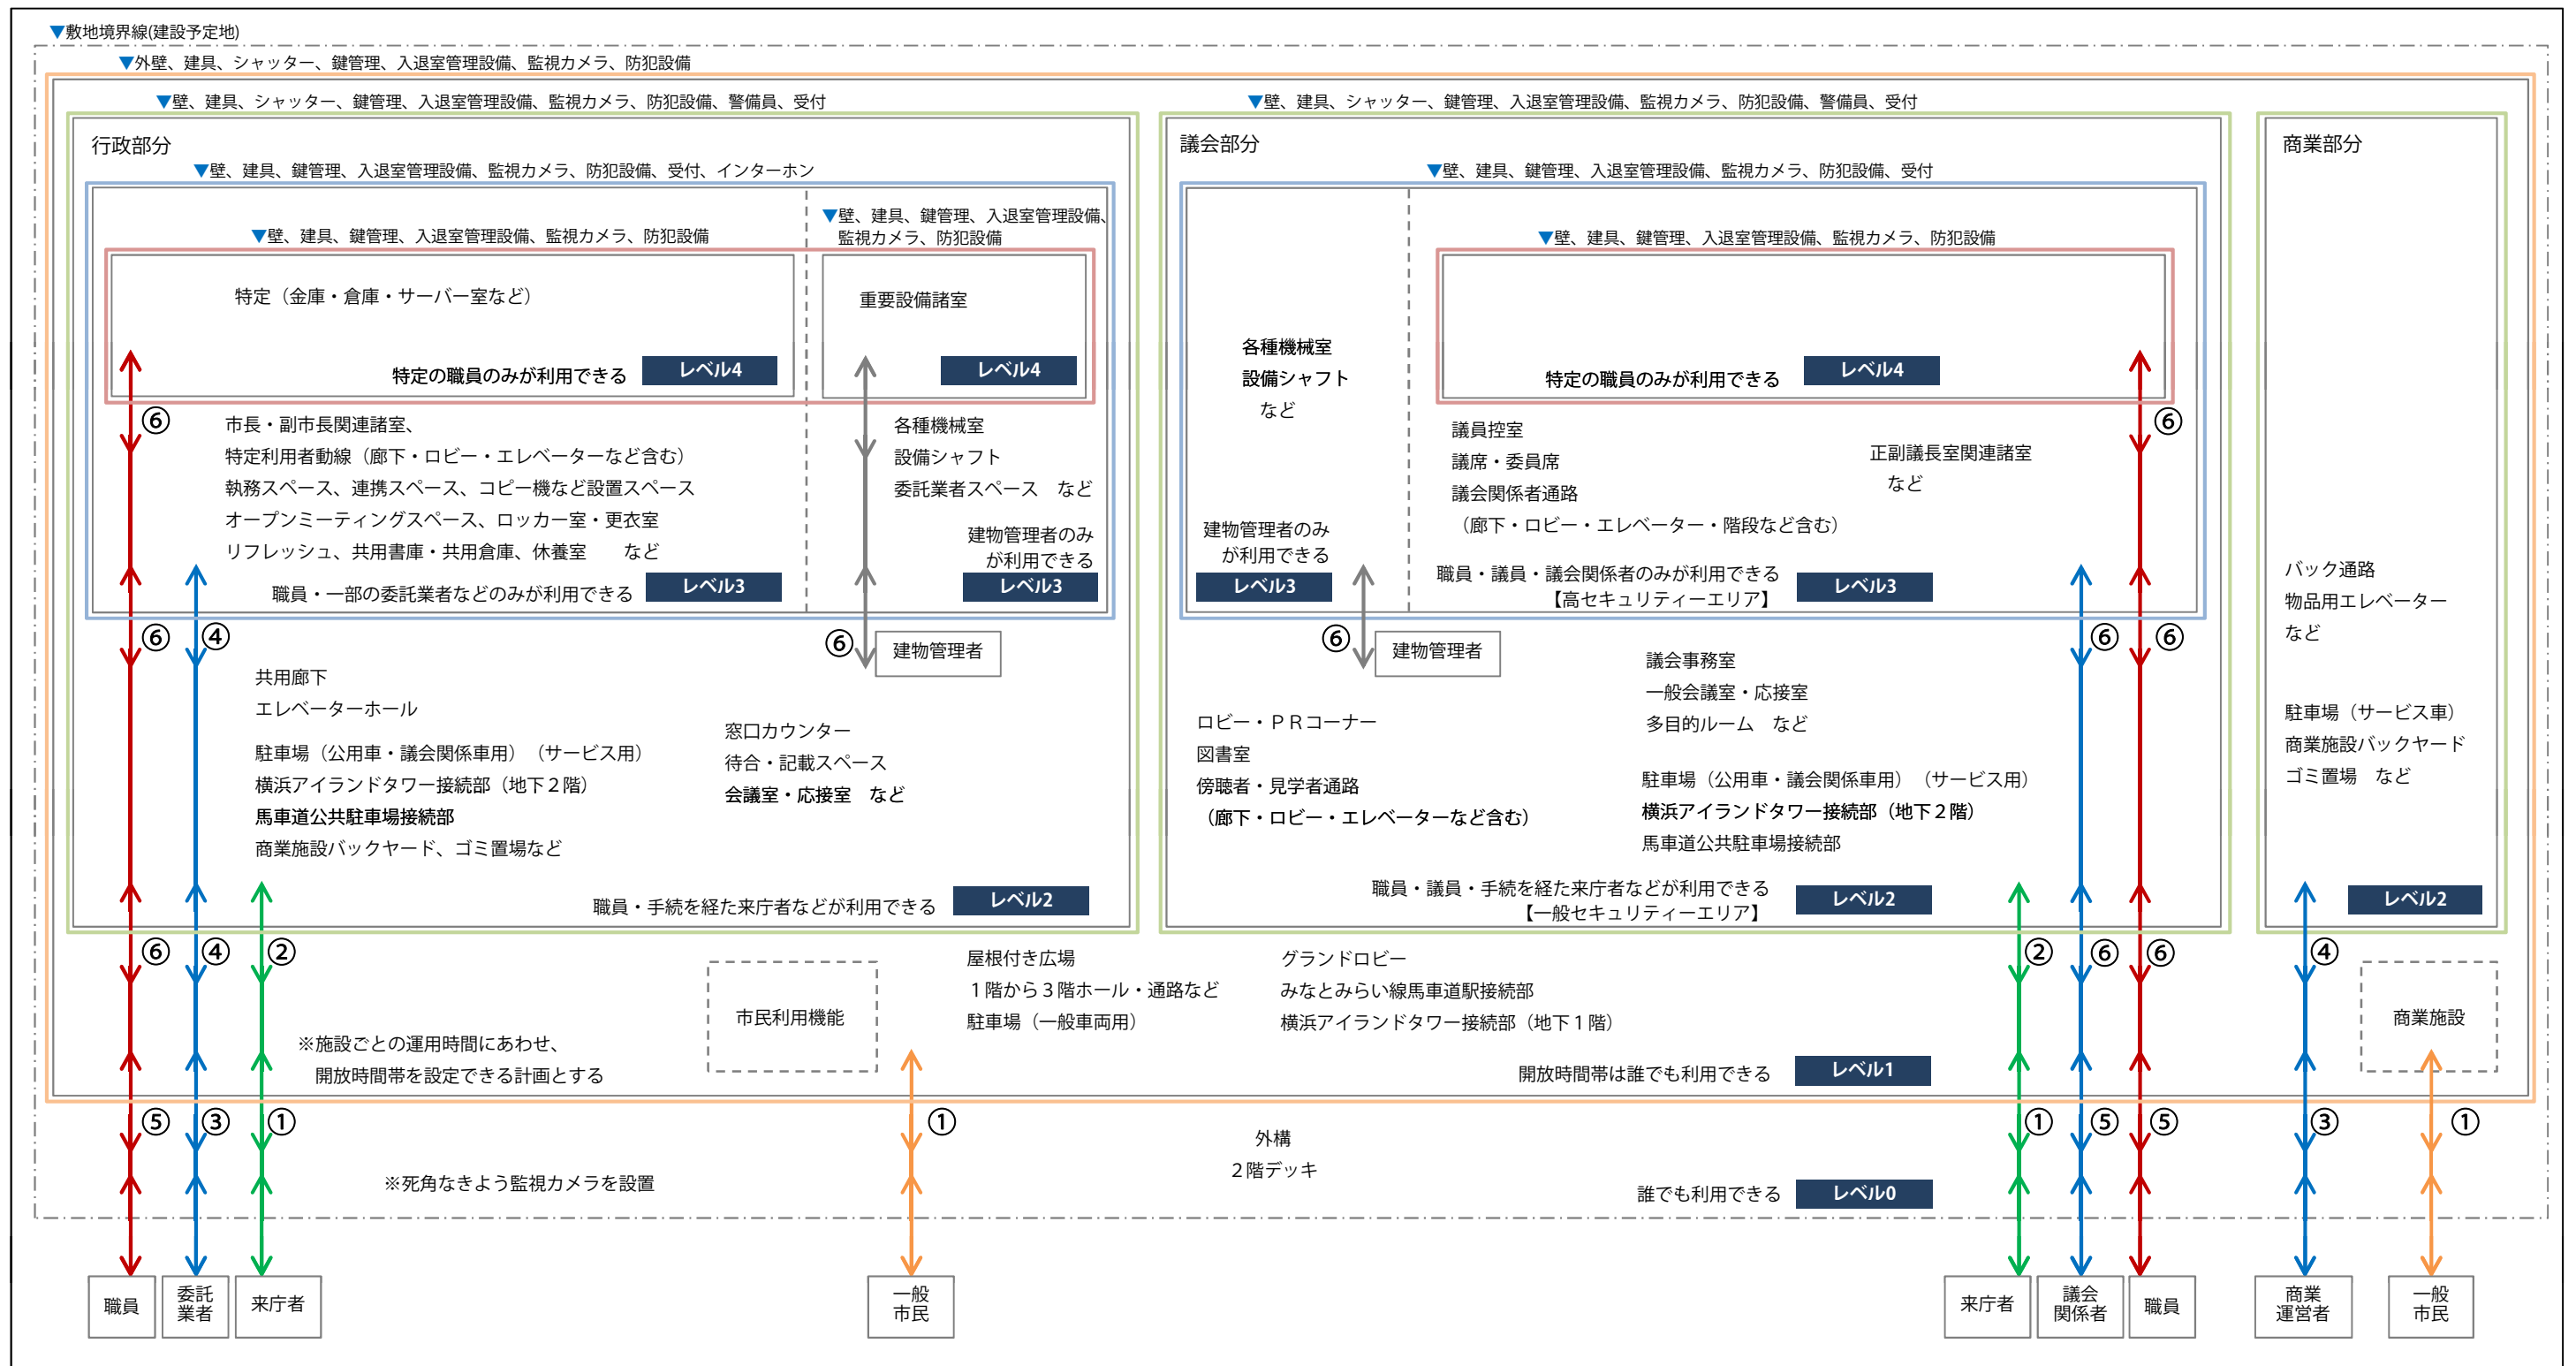 ▼敷地境界線(建設予定地)
▼外壁、建具、シャッター、鍵管理、入退室管理設備、監視カメラ、防犯設備
▼壁、建具、シャッター、鍵管理、入退室管理設備、監視カメラ、防犯設備、警備員、受付
行政部分
▼壁、建具、鍵管理、入退室管理設備、監視カメラ、防犯設備、受付、インターホン
▼壁、建具、鍵管理、入退室管理設備、監視カメラ、防犯設備
特定（金庫・倉庫・サーバー室など）
特定の職員のみが利用できる
レベル4
▼壁、建具、鍵管理、入退室管理設備、
監視カメラ、防犯設備
重要設備諸室
レベル4
⑥
市長・副市長関連諸室、
特定利用者動線（廊下・ロビー・エレベーターなど含む）
執務スペース、連携スペース、コピー機など設置スペース
オープンミーティングスペース、ロッカー室・更衣室
リフレッシュ、共用書庫・共用倉庫、休養室　　など
職員・一部の委託業者などのみが利用できる
レベル3
各種機械室
設備シャフト
委託業者スペース　など
建物管理者のみ
が利用できる
レベル3
⑥
④
⑥
建物管理者
共用廊下
エレベーターホール
駐車場（公用車・議会関係車用）（サービス用）
横浜アイランドタワー接続部（地下２階）
馬車道公共駐車場接続部
商業施設バックヤード、ゴミ置場など
窓口カウンター
待合・記載スペース
会議室・応接室　など
職員・手続を経た来庁者などが利用できる
レベル2
▼壁、建具、シャッター、鍵管理、入退室管理設備、監視カメラ、防犯設備、警備員、受付
議会部分
▼壁、建具、鍵管理、入退室管理設備、監視カメラ、防犯設備、受付
▼壁、建具、鍵管理、入退室管理設備、監視カメラ、防犯設備
各種機械室
設備シャフト
など
建物管理者のみ
が利用できる
レベル3
特定の職員のみが利用できる
レベル4
⑥
議員控室
議席・委員席
議会関係者通路
（廊下・ロビー・エレベーター・階段など含む）
正副議長室関連諸室
など
職員・議員・議会関係者のみが利用できる
【高セキュリティーエリア】
レベル3
⑥
建物管理者
⑥
⑥
ロビー・ＰＲコーナー
図書室
傍聴者・見学者通路
（廊下・ロビー・エレベーターなど含む）
議会事務室
一般会議室・応接室
多目的ルーム　など
駐車場（公用車・議会関係車用）（サービス用）
横浜アイランドタワー接続部（地下２階）
馬車道公共駐車場接続部
職員・議員・手続を経た来庁者などが利用できる
【一般セキュリティーエリア】
レベル2
商業部分
バック通路
物品用エレベーター
など
駐車場（サービス車）
商業施設バックヤード
ゴミ置場　など
レベル2
⑥
④
②
②
⑥
⑥
④
※施設ごとの運用時間にあわせ、
開放時間帯を設定できる計画とする
市民利用機能
屋根付き広場
１階から３階ホール・通路など
駐車場（一般車両用）
グランドロビー
みなとみらい線馬車道駅接続部
横浜アイランドタワー接続部（地下１階）
開放時間帯は誰でも利用できる
レベル1
商業施設
⑤
③
①
①
①
⑤
⑤
③
①
※死角なきよう監視カメラを設置
外構
２階デッキ
誰でも利用できる
レベル0
職員
委託
業者
来庁者
一般
市民
来庁者
議会
関係者
職員
商業
運営者
一般
市民